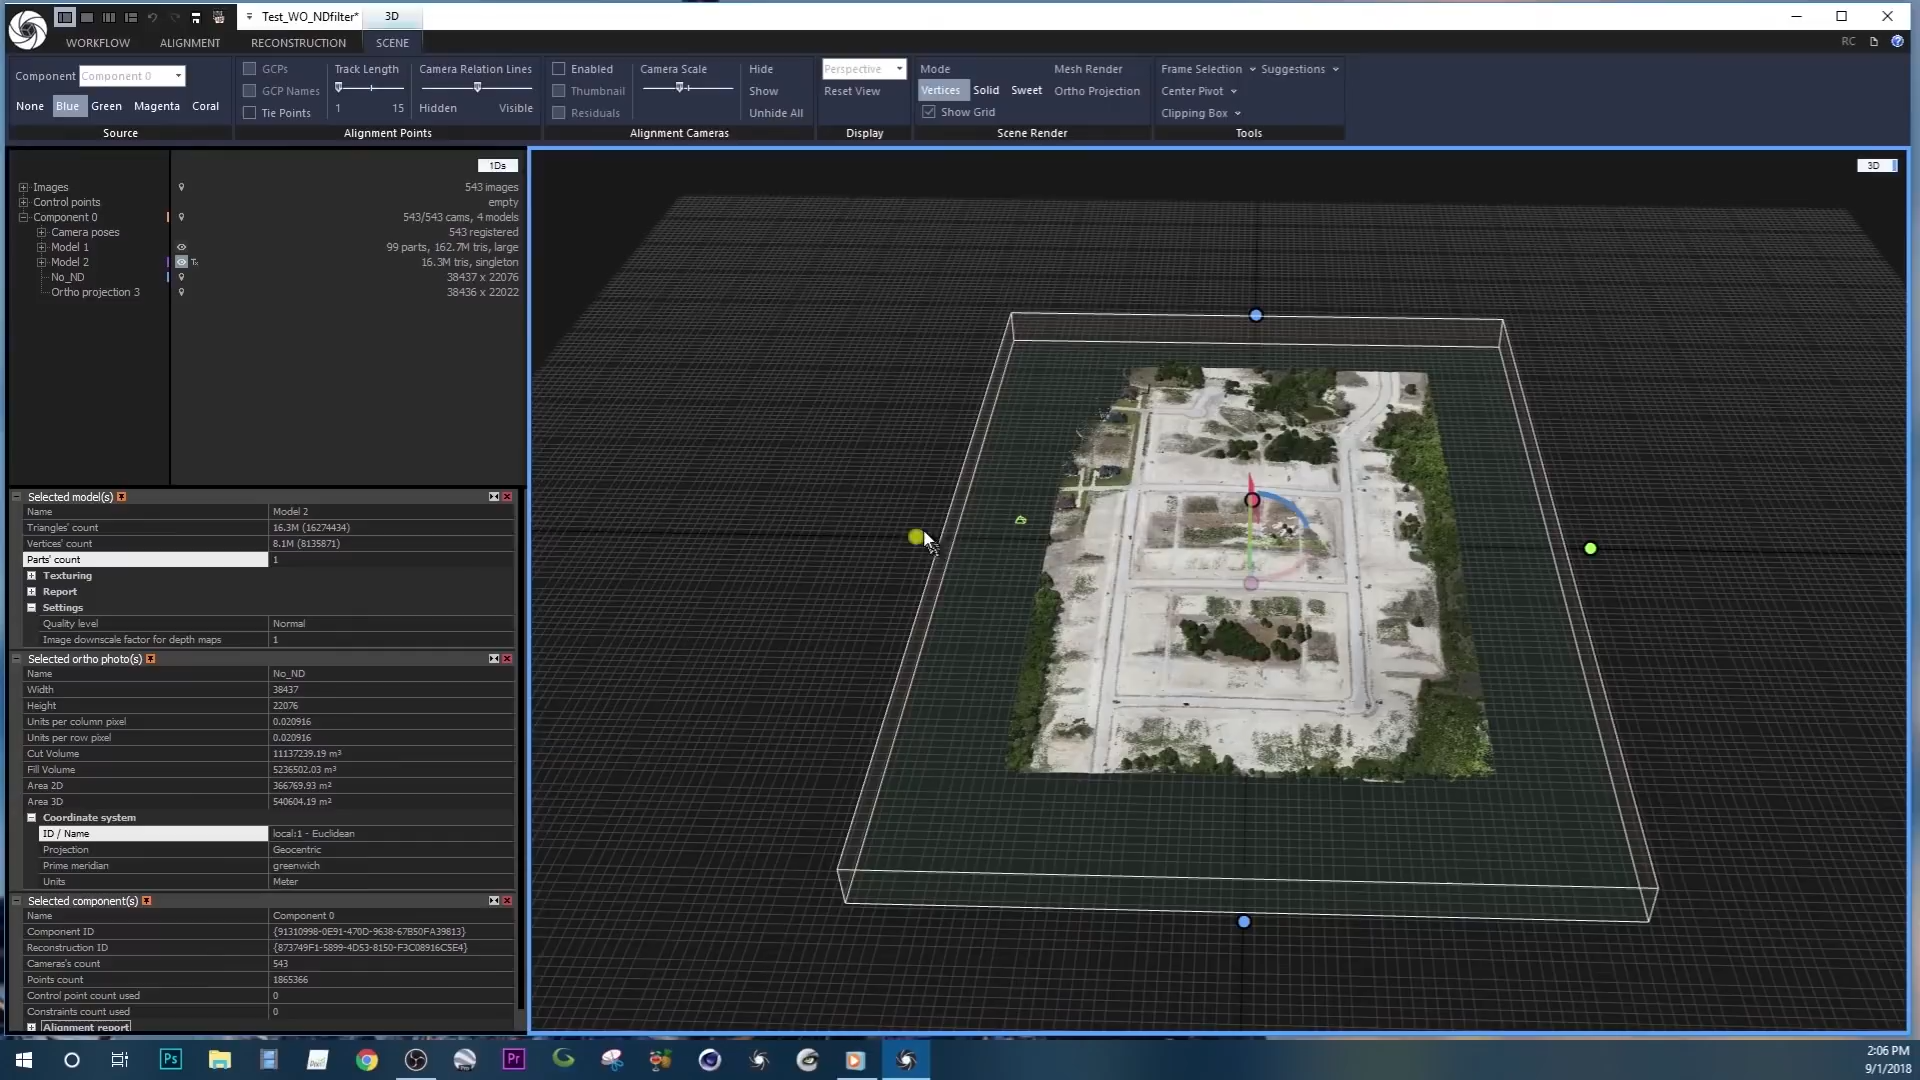 Test_WO_NDfilter* 3D
WORKFLOW ALIGNMENT RECONSTRUCTION SCENE RC
Component Component 0 GCPs Track Length Camera Relation Lines Enabled Camera Scale Hide Perspective Mode Mesh Render Frame Selection Suggestions
None Blue Green Magenta Coral GCP Names Thumbnail Show Reset View Vertices Solid Sweet Ortho Projection Center Pivot
Tie Points 1 15 Hidden Visible Residuals Unhide All Show Grid Clipping Box
Source Alignment Points Alignment Cameras Display Scene Render Tools
1Ds
3D
Images 543 images
Control points empty
Component 0 543/543 cams, 4 models
Camera poses 543 registered
Model 1 99 parts, 162.7M tris, large
Model 2 16.3M tris, singleton
No_ND 38437 x 22076
Ortho projection 3 38436 x 22022
Selected model(s)
Name Model 2
Triangles' count 16.3M (16274434)
Vertices' count 8.1M (8135871)
Parts' count 1
Texturing
Report
Settings
Quality level Normal
Image downscale factor for depth maps 1
Selected ortho photo(s)
Name No_ND
Width 38437
Height 22076
Units per column pixel 0.020916
Units per row pixel 0.020916
Cut Volume 11137239.19 m³
Fill Volume 5236502.03 m³
Area 2D 366769.93 m²
Area 3D 540604.19 m²
Coordinate system
ID / Name local:1 - Euclidean
Projection Geocentric
Prime meridian greenwich
Units Meter
Selected component(s)
Name Component 0
Component ID {91310998-0E91-470D-9638-67B50FA39813}
Reconstruction ID {873749F1-5899-4D53-8150-F3C08916C5E4}
Cameras's count 543
Points count 1865366
Control point count used 0
Constraints count used 0
Alignment report
Ps Pr
2:06 PM
9/1/2018